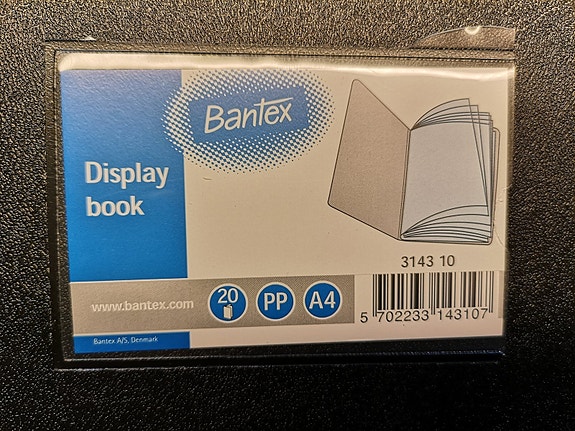 Bantex
Display
book
3143 10
www.bantex.com
20
PP
A4
5 702233 143107
Bantex A/S, Denmark